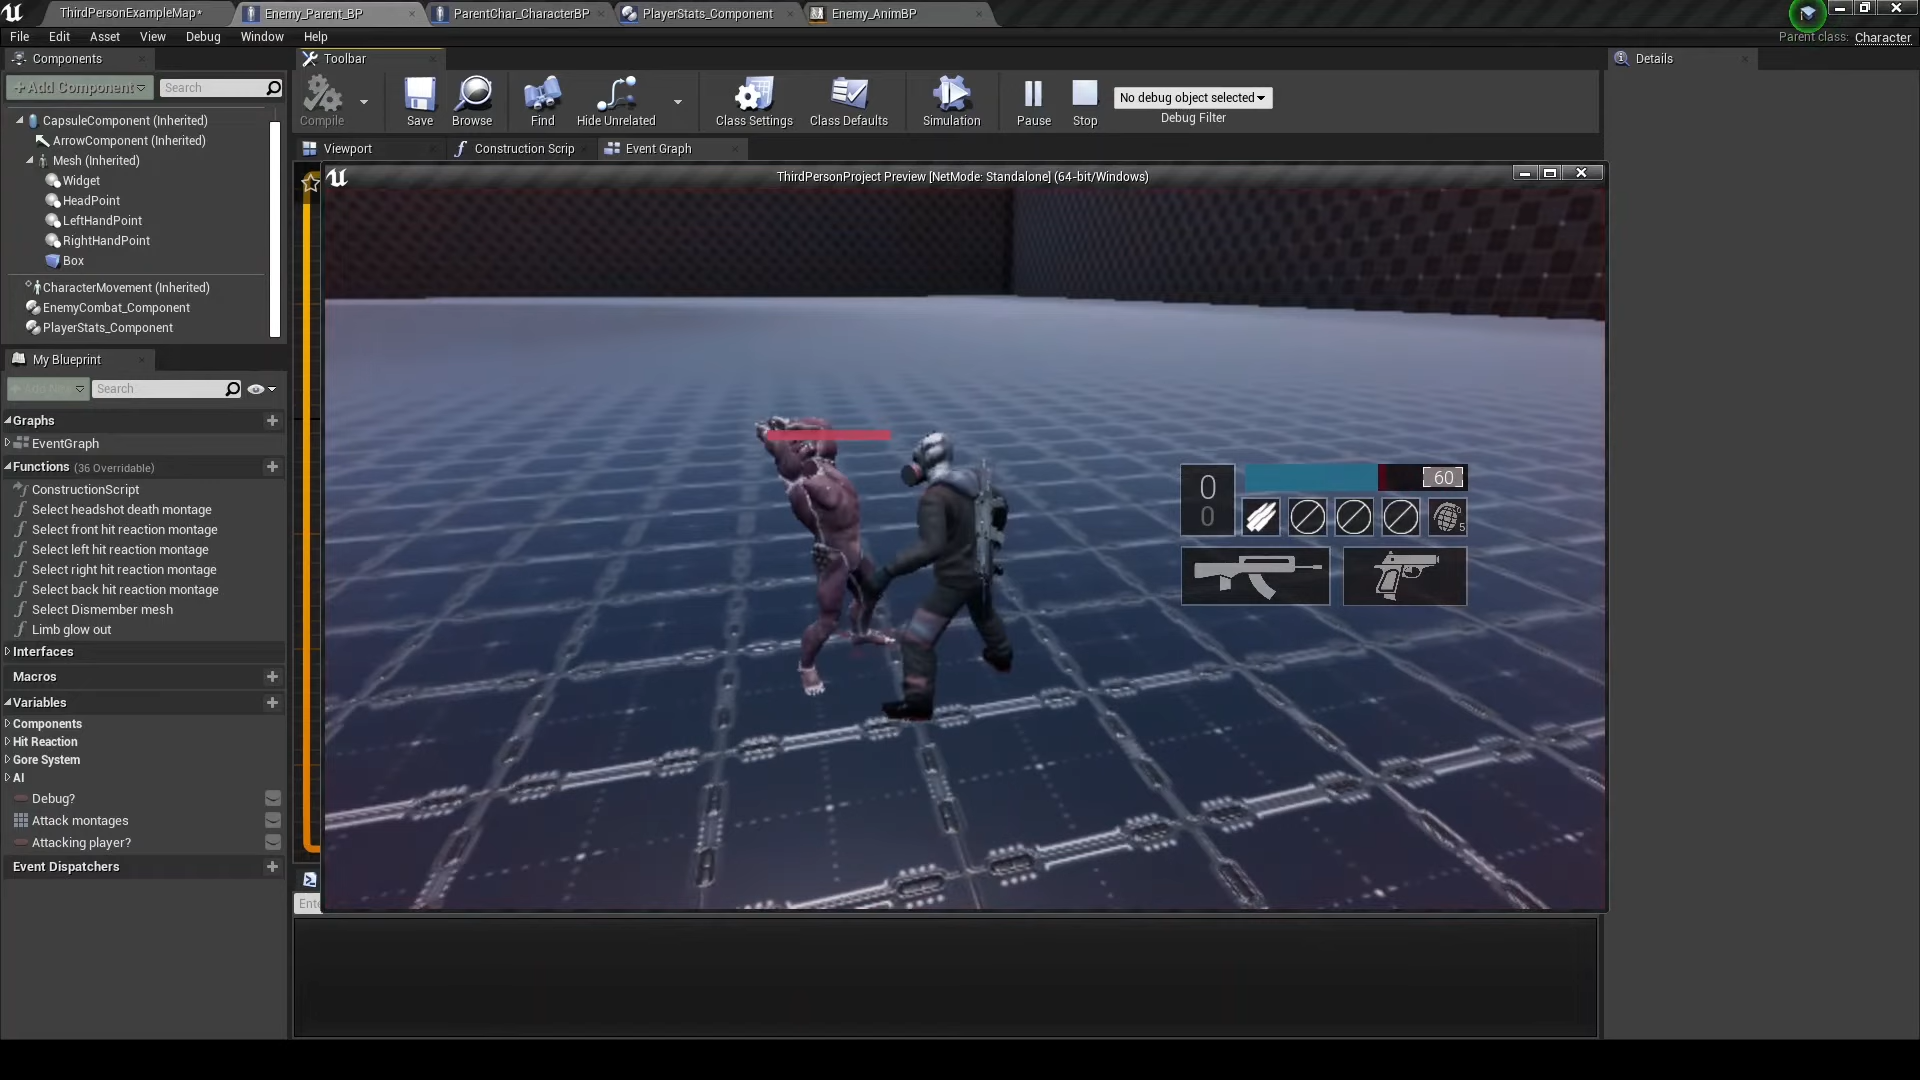 ThirdPersonExampleMap*
Enemy_Parent_BP
ParentChar_CharacterBP
PlayerStats_Component
Enemy_AnimBP
File Edit Asset View Debug Window Help
Parent class: Character
Components
Toolbar
Details
+Add Component
Search
Compile
Save
Browse
Find
Hide Unrelated
Class Settings
Class Defaults
Simulation
Pause
Stop
No debug object selected
Debug Filter
CapsuleComponent (Inherited)
ArrowComponent (Inherited)
Mesh (Inherited)
Widget
HeadPoint
LeftHandPoint
RightHandPoint
Box
CharacterMovement (Inherited)
EnemyCombat_Component
PlayerStats_Component
Viewport
Construction Scrip
Event Graph
ThirdPersonProject Preview [NetMode: Standalone] (64-bit/Windows)
0
0
60
5
My Blueprint
Search
Graphs
EventGraph
Functions (36 Overridable)
ConstructionScript
Select headshot death montage
Select front hit reaction montage
Select left hit reaction montage
Select right hit reaction montage
Select back hit reaction montage
Select Dismember mesh
Limb glow out
Interfaces
Macros
Variables
Components
Hit Reaction
Gore System
AI
Debug?
Attack montages
Attacking player?
Event Dispatchers
Ente